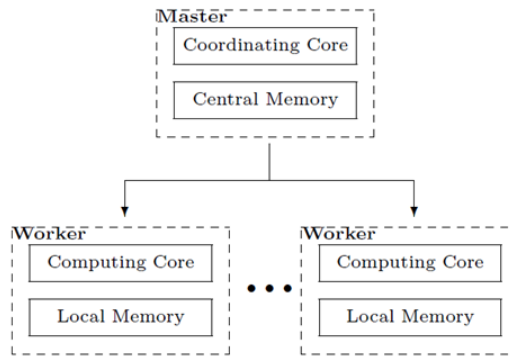 Master
Coordinating Core
Central Memory
Worker
Computing Core
Local Memory
Worker
Computing Core
Local Memory